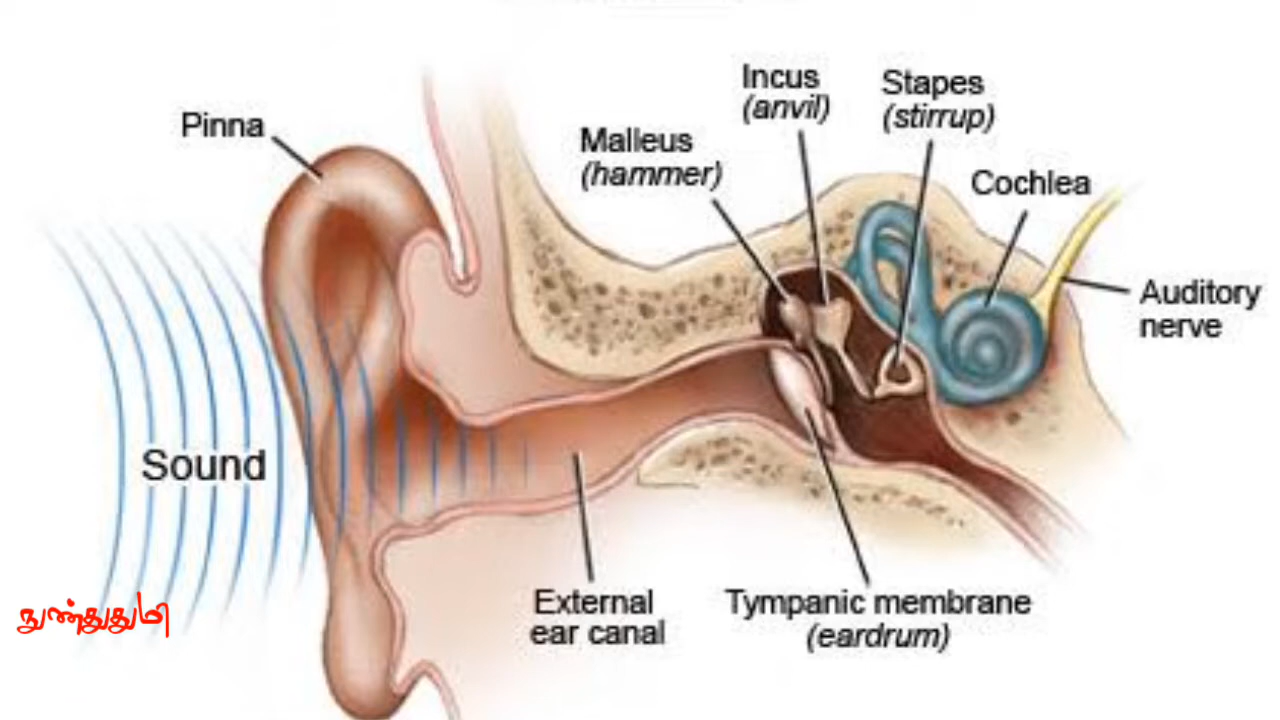 Incus
(anvil)
Stapes
(stirrup)
Pinna
Malleus
(hammer)
Cochlea
Auditory
nerve
Sound
நுண்துதுமி
External
ear canal
Tympanic membrane
(eardrum)